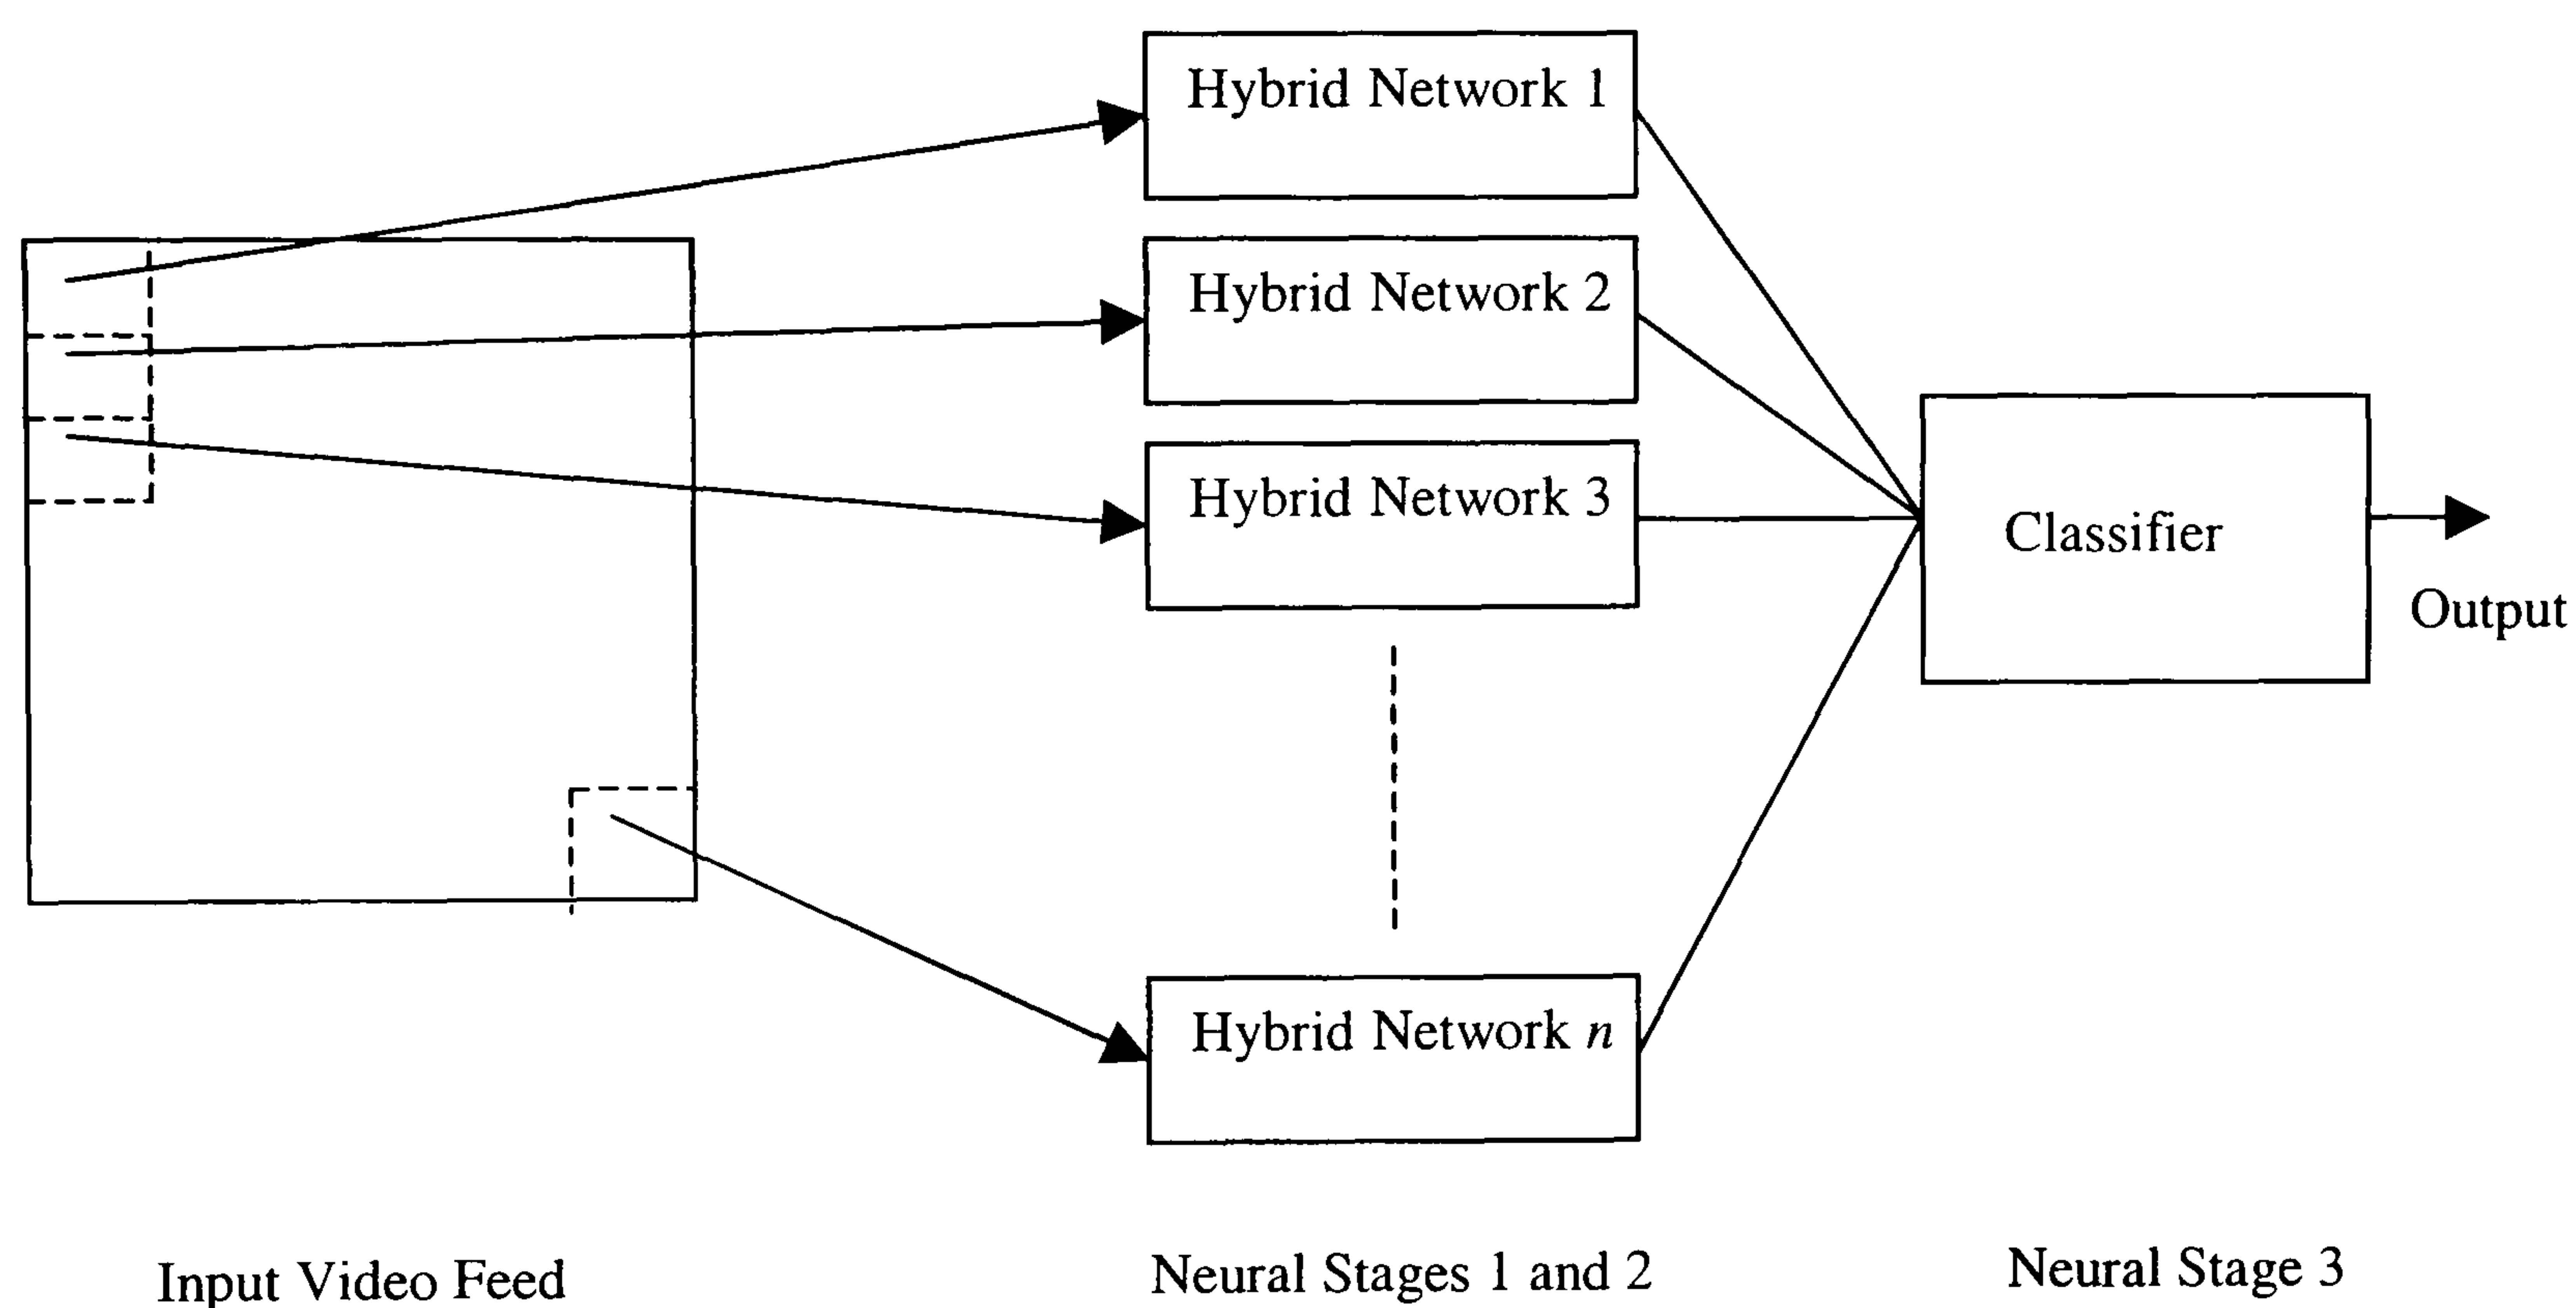 Hybrid Network 1
Hybrid Network 2
Hybrid Network 3
Hybrid Network n
Classifier
Output
Input Video Feed
Neural Stages 1 and 2
Neural Stage 3